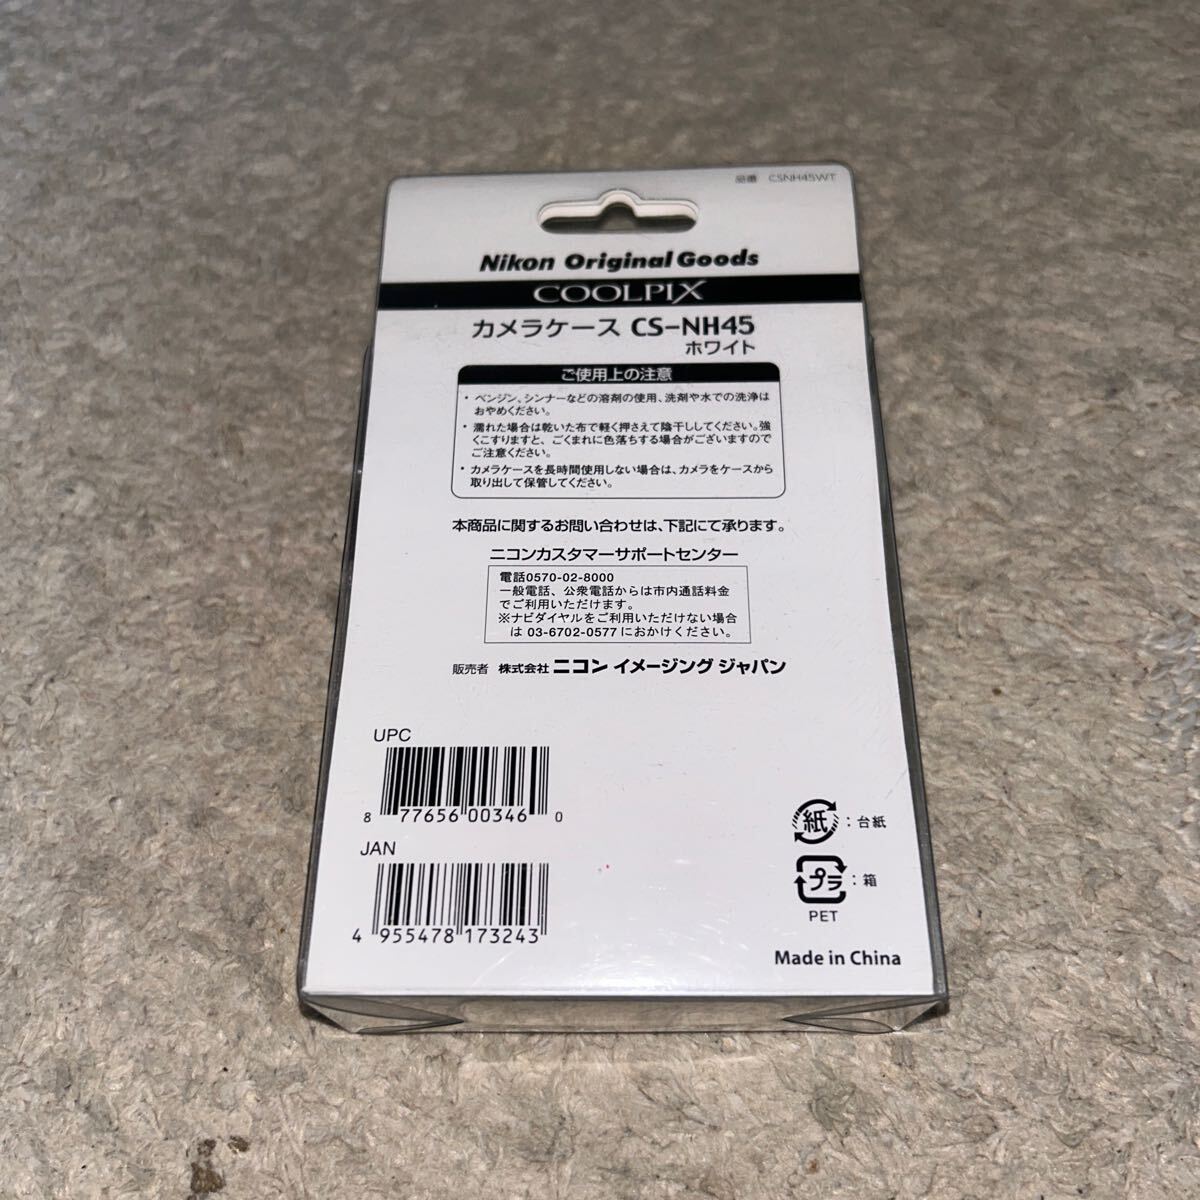 品番 CSNH45WT
Nikon Original Goods
COOLPIX
カメラケース CS-NH45
ホワイト
ご使用上の注意
・ベンジン、シンナーなどの溶剤の使用、洗剤や水での洗浄は
おやめください。
・濡れた場合は乾いた布で軽く押さえて陰干ししてください。強
くこすりますと、ごくまれに色落ちする場合がございますので
ご注意ください。
・カメラケースを長時間使用しない場合は、カメラをケースから
取り出して保管してください。
本商品に関するお問い合わせは、下記にて承ります。
ニコンカスタマーサポートセンター
電話0570-02-8000
一般電話、公衆電話からは市内通話料金
でご利用いただけます。
※ナビダイヤルをご利用いただけない場合
は 03-6702-0577 におかけください。
販売者 株式会社 ニコン イメージング ジャパン
UPC
8 77656 00346 0
JAN
4 955478 173243
紙 : 台紙
プラ : 箱
PET
Made in China